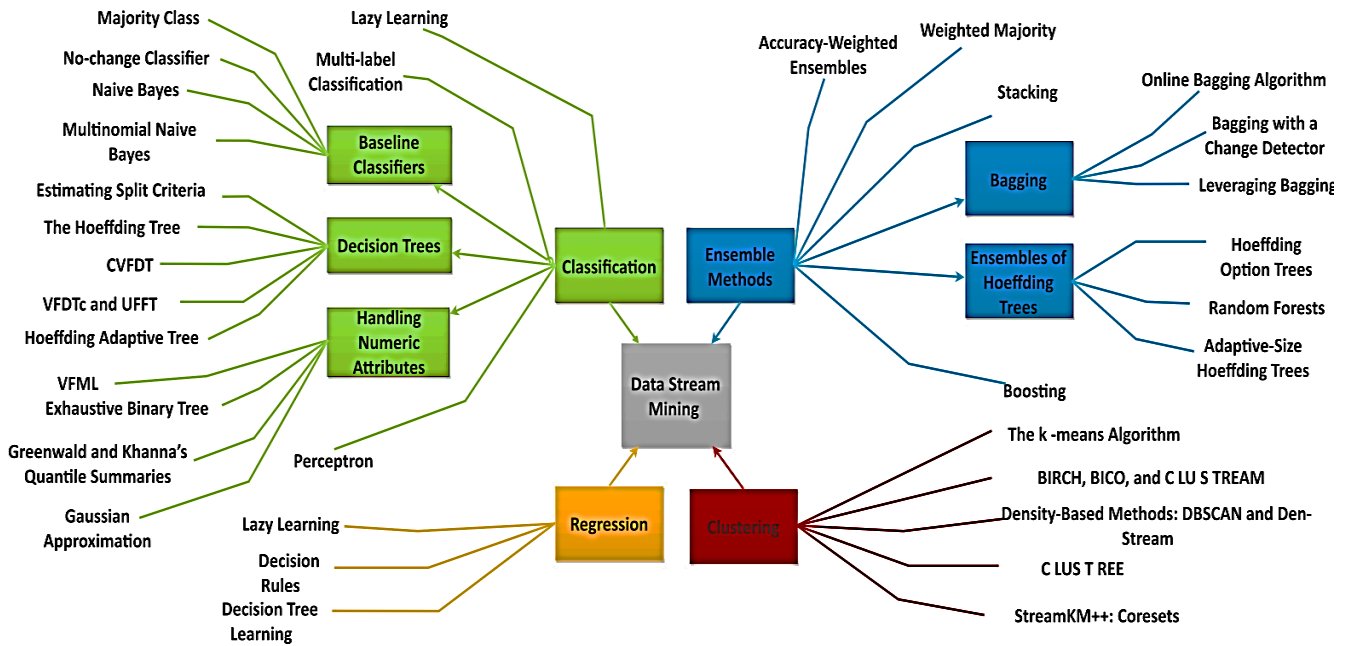 Majority Class
No-change Classifier
Naive Bayes
Multinomial Naive
Bayes
Estimating Split Criteria
The Hoeffding Tree
CVFDT
VFDTc and UFFT
Hoeffding Adaptive Tree
VFML
Exhaustive Binary Tree
Greenwald and Khanna's
Quantile Summaries
Gaussian
Approximation
Lazy Learning
Multi-label
Classification
Baseline
Classifiers
Decision Trees
Handling
Numeric
Attributes
Perceptron
Classification
Ensemble
Methods
Data Stream
Mining
Regression
Clustering
Lazy Learning
Decision
Rules
Decision Tree
Learning
Accuracy-Weighted
Ensembles
Weighted Majority
Stacking
Bagging
Online Bagging Algorithm
Bagging with a
Change Detector
Leveraging Bagging
Ensembles of
Hoeffding
Trees
Hoeffding
Option Trees
Random Forests
Adaptive-Size
Hoeffding Trees
Boosting
The k -means Algorithm
BIRCH, BICO, and C LU S TREAM
Density-Based Methods: DBSCAN and Den-
Stream
C LUS T REE
StreamKM++: Coresets